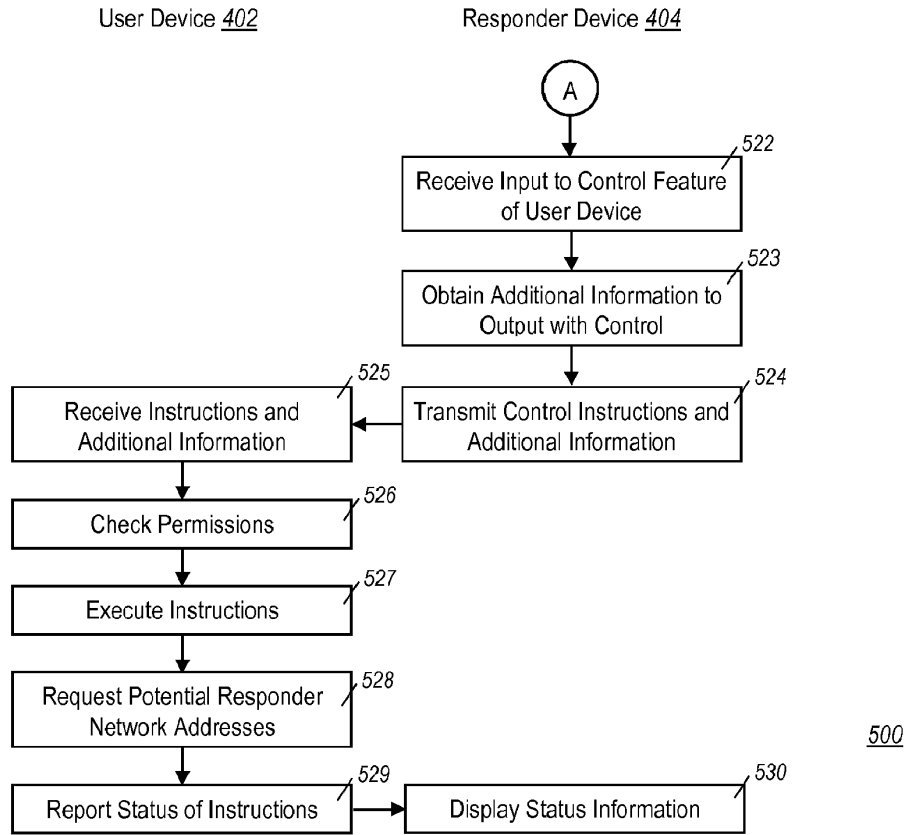 User Device 402
Responder Device 404
A
522
Receive Input to Control Feature
of User Device
523
Obtain Additional Information to
Output with Control
524
Transmit Control Instructions and
Additional Information
525
Receive Instructions and
Additional Information
526
Check Permissions
527
Execute Instructions
528
Request Potential Responder
Network Addresses
529
Report Status of Instructions
530
Display Status Information
500